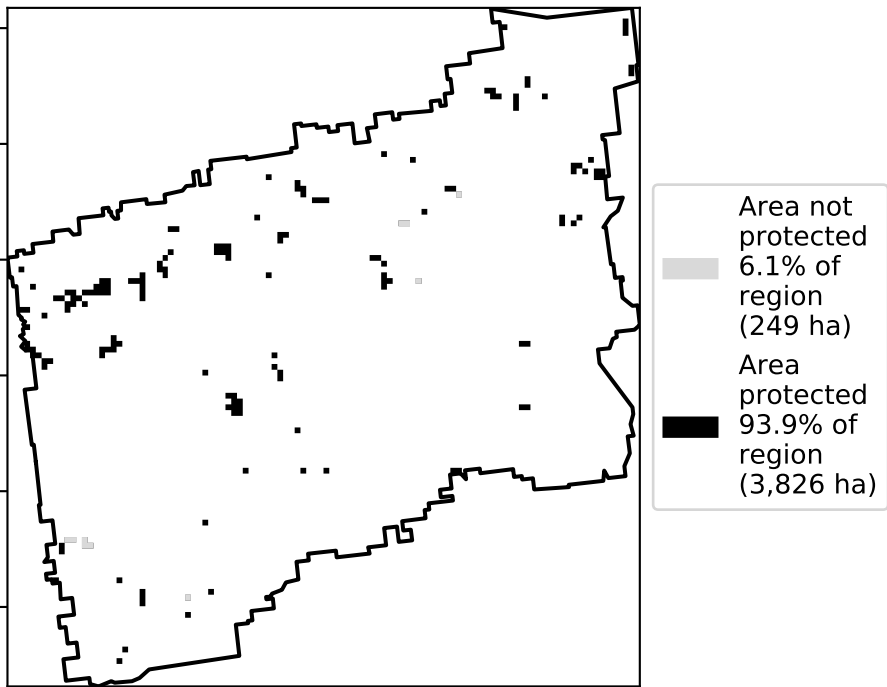 Area not
protected
6.1% of
region
(249 ha)
Area
protected
93.9% of
region
(3,826 ha)